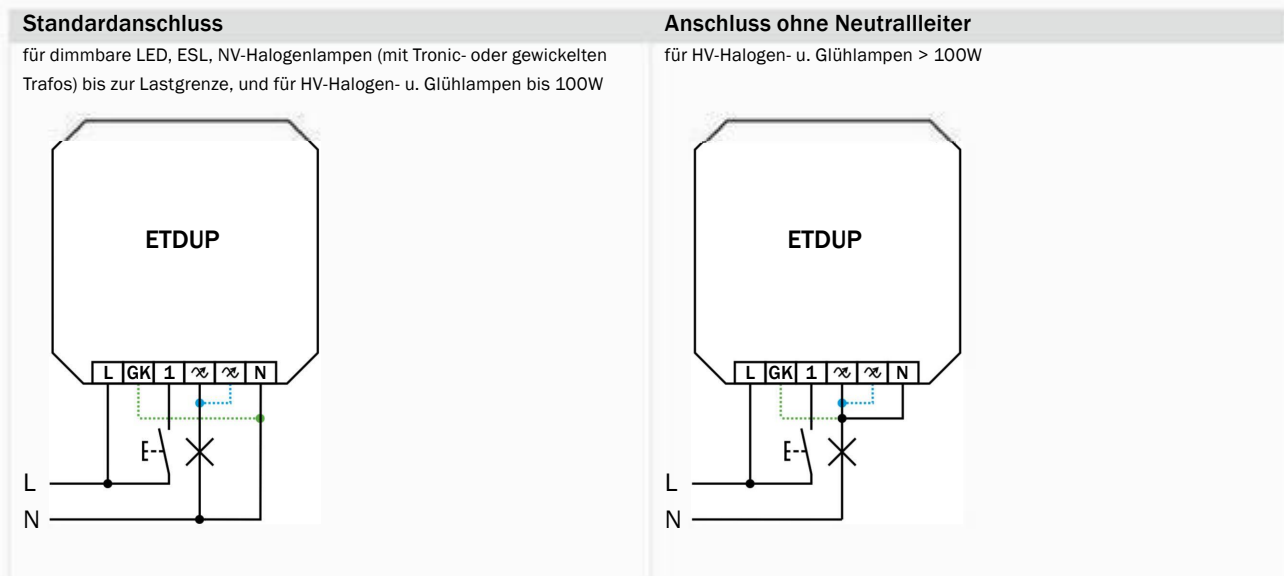 Standardanschluss
für dimmbare LED, ESL, NV-Halogenlampen (mit Tronic- oder gewickelten
Trafos) bis zur Lastgrenze, und für HV-Halogen- u. Glühlampen bis 100W
ETDUP
L GK 1 N
L
N
Anschluss ohne Neutrallleiter
für HV-Halogen- u. Glühlampen > 100W
ETDUP
L GK 1 N
L
N